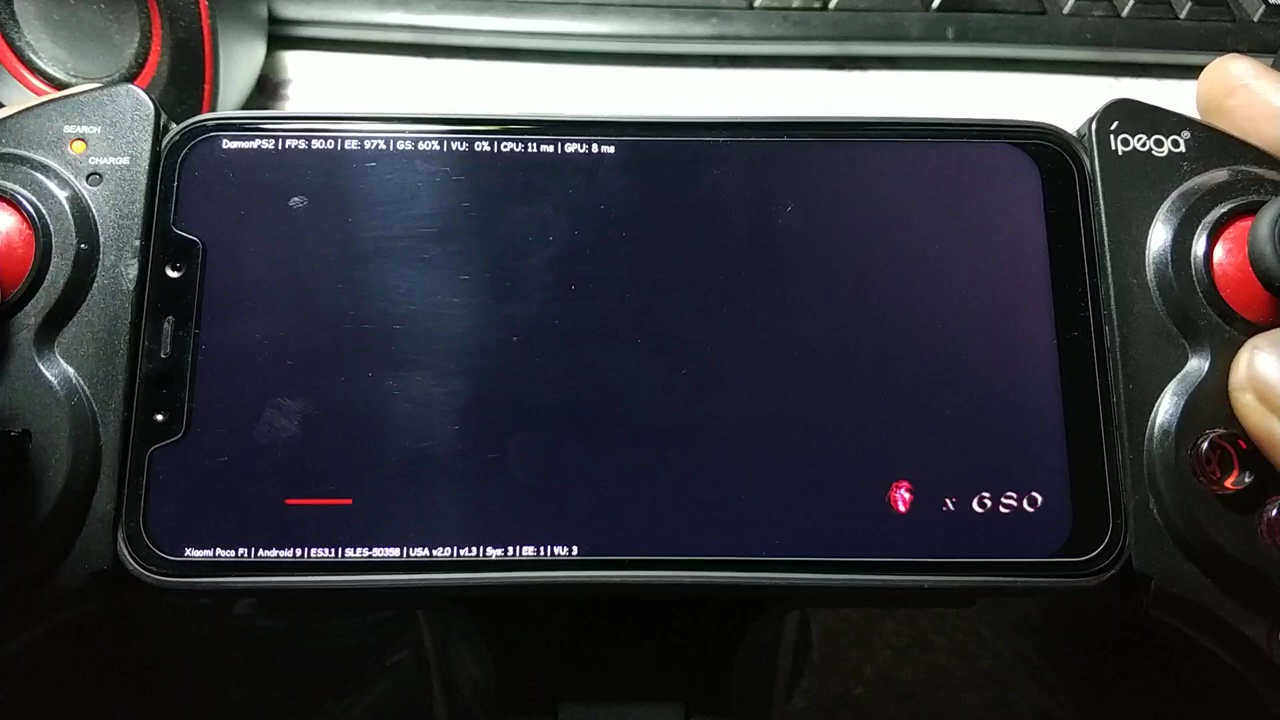 SEARCH
CHARGE
ípega®
DamonPS2 | FPS: 50.0 | EE: 97% | GS: 60% | VU: 0% | CPU: 11 ms | GPU: 8 ms
x 680
Xiaomi Poco F1 | Android 9 | ES3.1 | SLES-50358 | USA v2.0 | v1.3 | Sys: 3 | EE: 1 | VU: 3